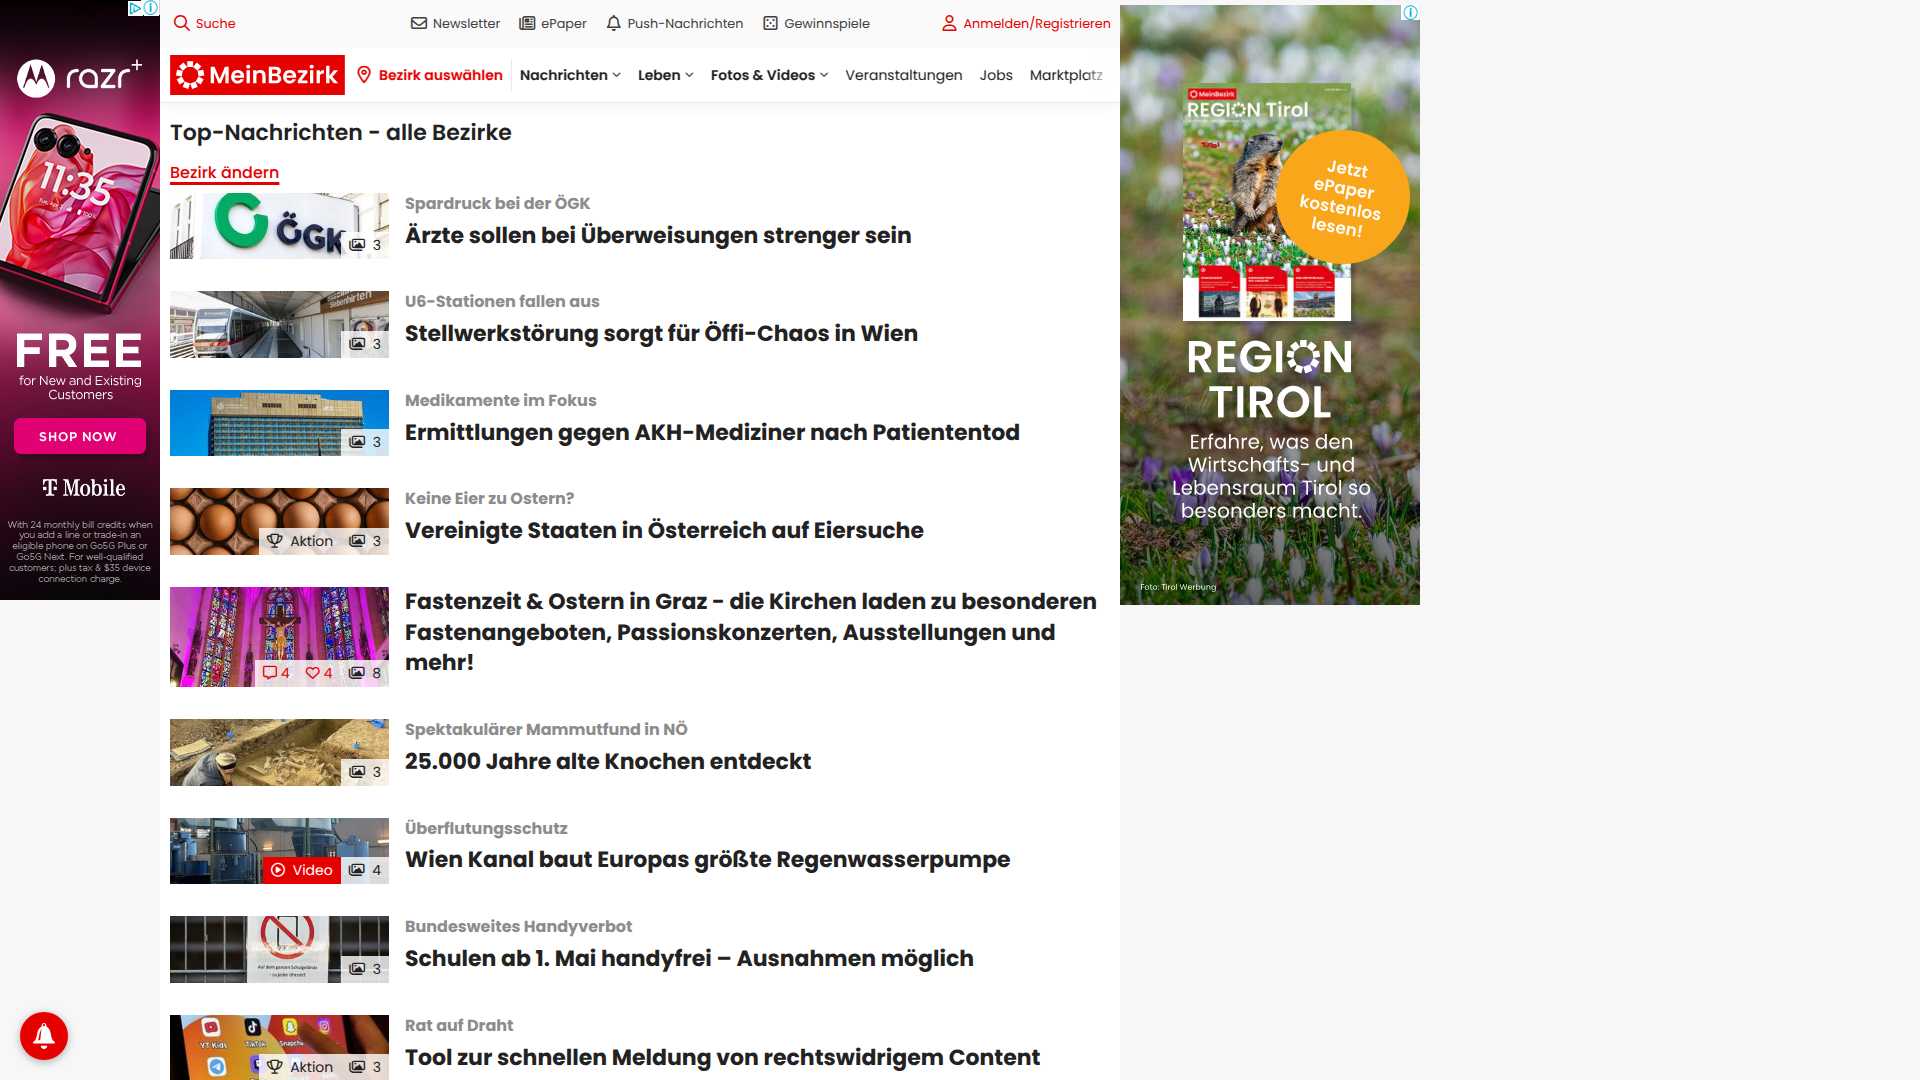 Suche
Newsletter
ePaper
Push-Nachrichten
Gewinnspiele
Anmelden/Registrieren
MeinBezirk
Bezirk auswählen
Nachrichten
Leben
Fotos & Videos
Veranstaltungen
Jobs
Marktplatz
Top-Nachrichten - alle Bezirke
Bezirk ändern
ÖGK
3
Spardruck bei der ÖGK
Ärzte sollen bei Überweisungen strenger sein
Siebenhirten
3
U6-Stationen fallen aus
Stellwerkstörung sorgt für Öffi-Chaos in Wien
3
Medikamente im Fokus
Ermittlungen gegen AKH-Mediziner nach Patiententod
Aktion
3
Keine Eier zu Ostern?
Vereinigte Staaten in Österreich auf Eiersuche
4
4
8
Fastenzeit & Ostern in Graz - die Kirchen laden zu besonderen
Fastenangeboten, Passionskonzerten, Ausstellungen und
mehr!
3
Spektakulärer Mammutfund in NÖ
25.000 Jahre alte Knochen entdeckt
Video
4
Überflutungsschutz
Wien Kanal baut Europas größte Regenwasserpumpe
3
Bundesweites Handyverbot
Schulen ab 1. Mai handyfrei – Ausnahmen möglich
YT Kids
TikTok
Snapcha
Aktion
3
Rat auf Draht
Tool zur schnellen Meldung von rechtswidrigem Content
razr+
11:35
FREE
for New and Existing
Customers
SHOP NOW
T Mobile
With 24 monthly bill credits when
you add a line or trade-in an
eligible phone on Go5G Plus or
Go5G Next. For well-qualified
customers; plus tax & $35 device
connection charge.
MeinBezirk
REGION Tirol
Jetzt
ePaper
kostenlos
lesen!
REGION
TIROL
Erfahre, was den
Wirtschafts- und
Lebensraum Tirol so
besonders macht.
Foto: Tirol Werbung